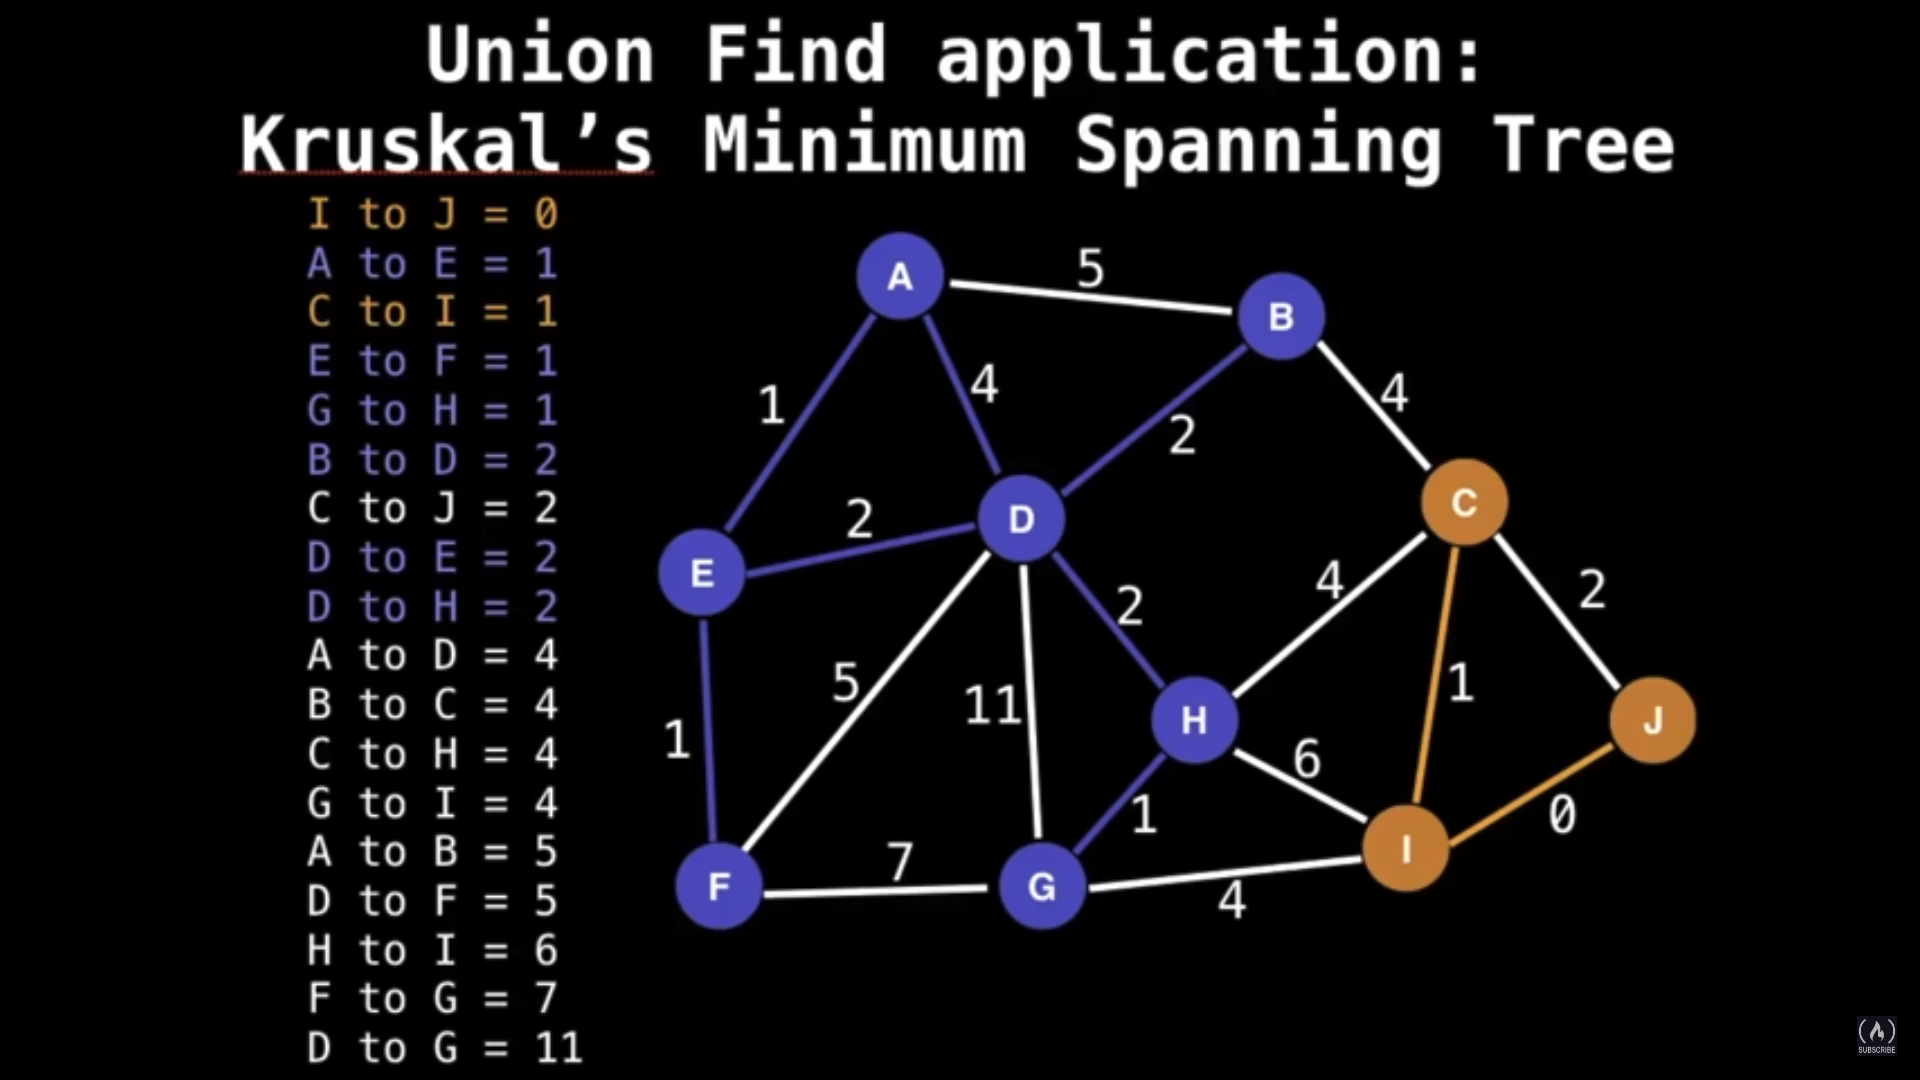 Union Find application:
Kruskal’s Minimum Spanning Tree
I to J = 0
A to E = 1
C to I = 1
E to F = 1
G to H = 1
B to D = 2
C to J = 2
D to E = 2
D to H = 2
A to D = 4
B to C = 4
C to H = 4
G to I = 4
A to B = 5
D to F = 5
H to I = 6
F to G = 7
D to G = 11
A
5
B
1
4
2
4
C
E
2
D
4
2
2
1
5
11
H
1
J
6
1
0
F
7
G
4
I
SUBSCRIBE